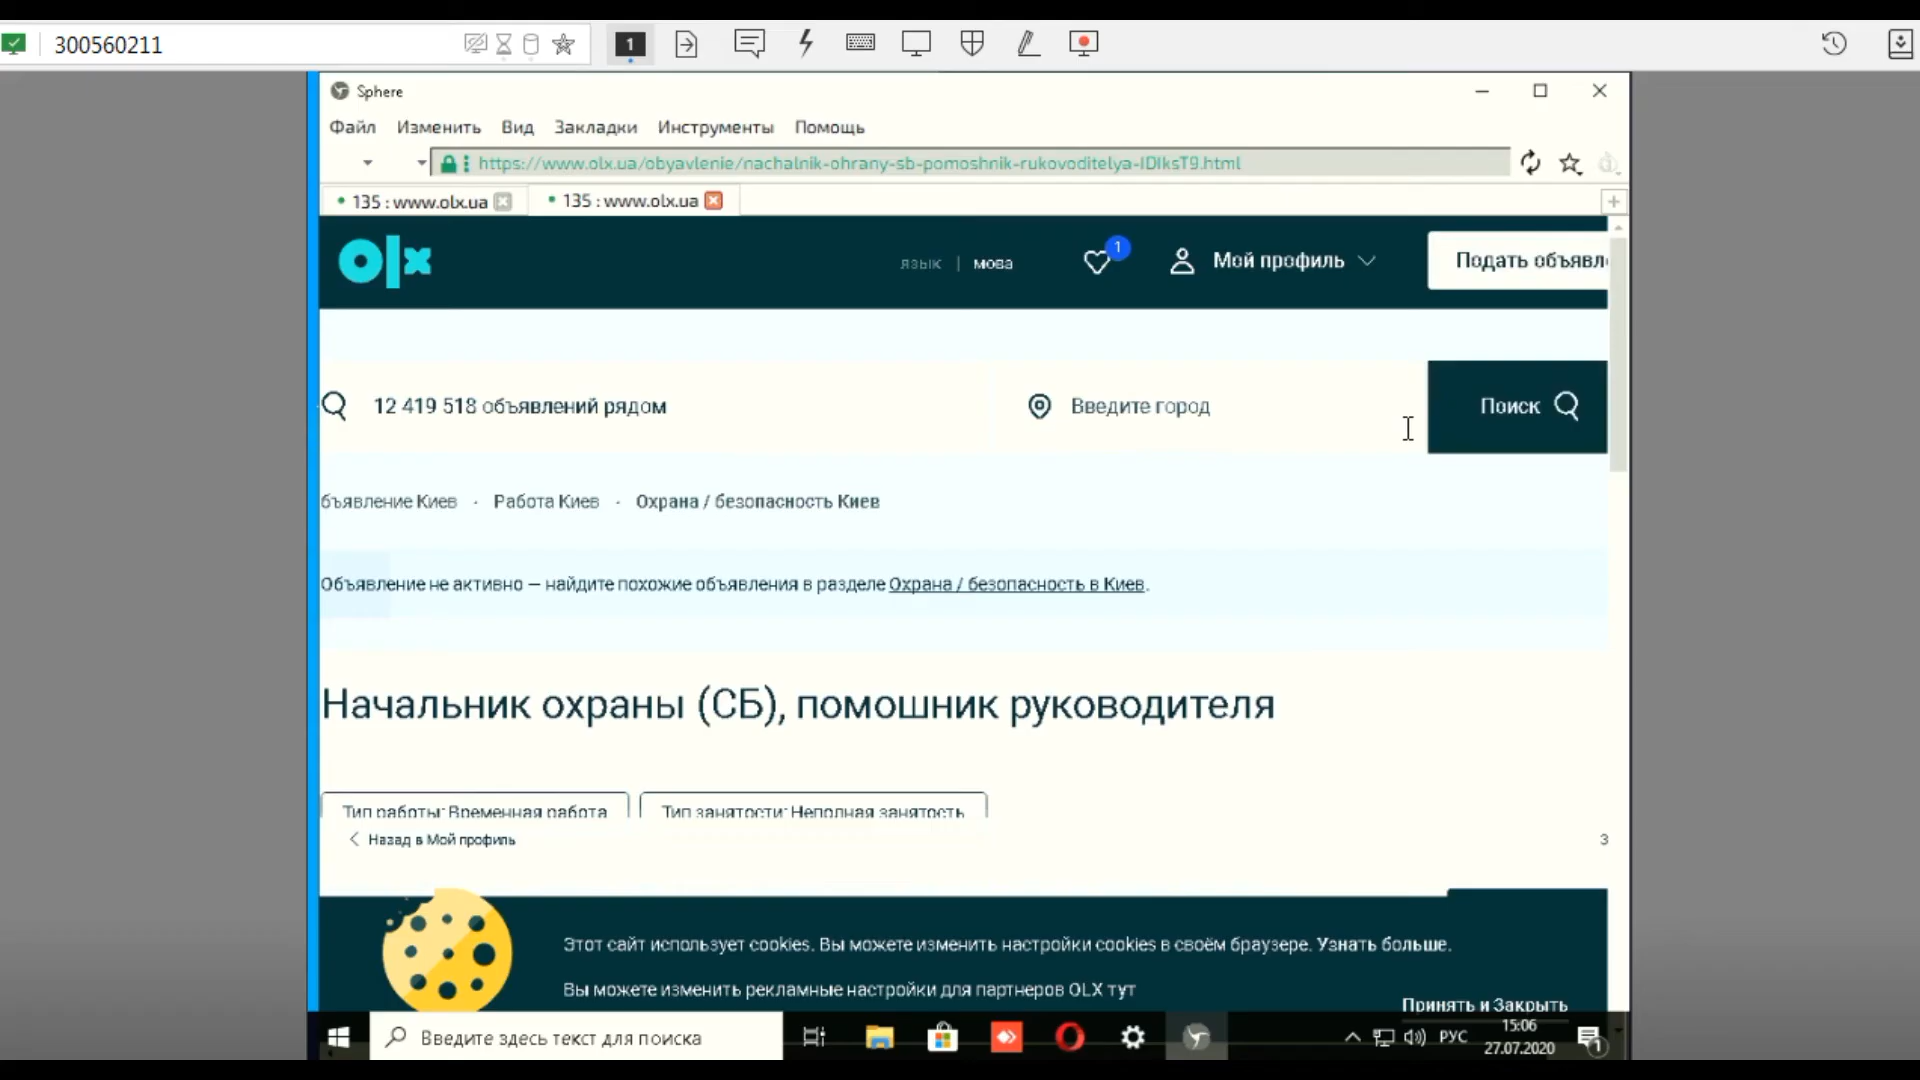 300560211
1
Sphere
Файл Изменить Вид Закладки Инструменты Помощь
https://www.olx.ua/obyavlenie/nachalnik-ohrany-sb-pomoshnik-rukovoditelya-IDIksT9.html
135 : www.olx.ua 135 : www.olx.ua
olx
язык | мова
1
Мой профиль
Подать объявл
12 419 518 объявлений рядом
Введите город
Поиск
бъявление Киев · Работа Киев · Охрана / безопасность Киев
Объявление не активно — найдите похожие объявления в разделе Охрана / безопасность в Киев.
Начальник охраны (СБ), помошник руководителя
Тип работы: Временная работа Тип занятости: Неполная занятость
Назад в Мой профиль
3
Этот сайт использует cookies. Вы можете изменить настройки cookies в своём браузере. Узнать больше.
Вы можете изменить рекламные настройки для партнеров OLX тут
Принять и Закрыть
Введите здесь текст для поиска
РУС
15:06
27.07.2020
1